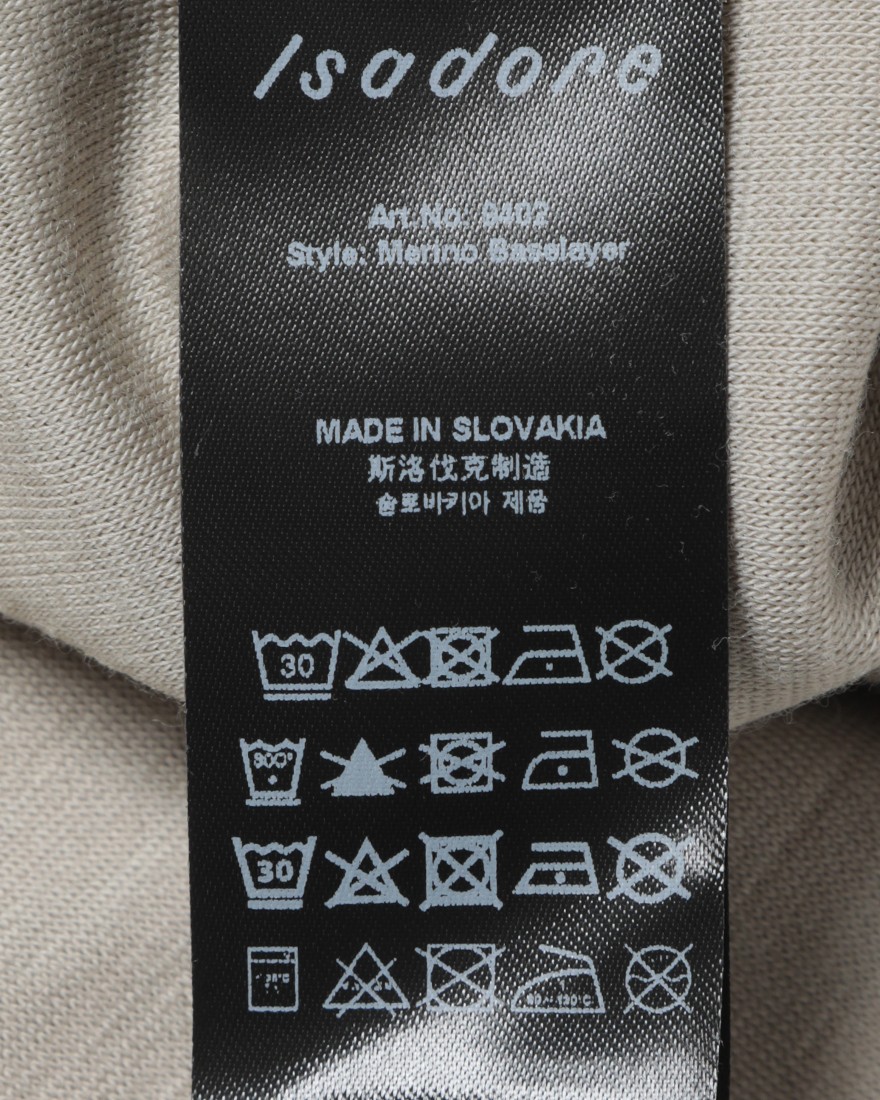 Isadore
Art.No: 9402
Style: Merino Baselayer
MADE IN SLOVAKIA
斯洛伐克制造
솔로바키아 제품
30
30